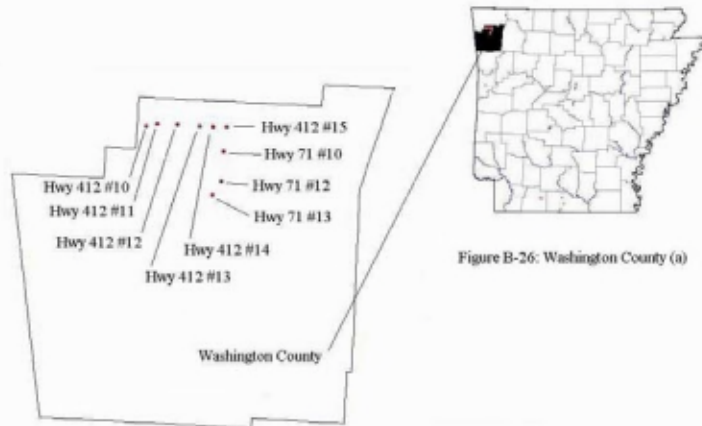 Hwy 412 #15
Hwy 71 #10
Hwy 412 #10
Hwy 71 #12
Hwy 412 #11
Hwy 71 #13
Hwy 412 #12
Hwy 412 #14
Hwy 412 #13
Figure B-26: Washington County (a)
Washington County